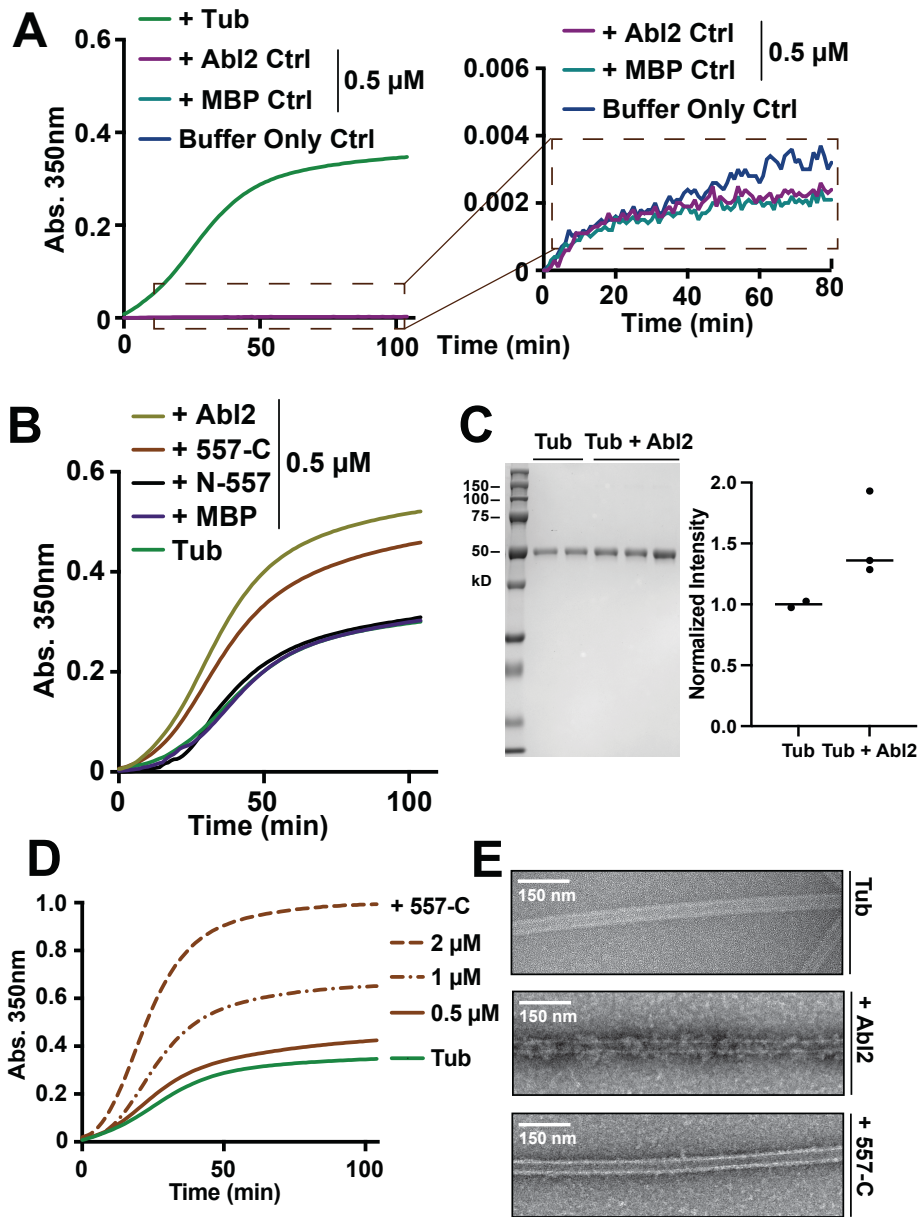 A
+ Tub
+ Abl2 Ctrl
+ MBP Ctrl
Buffer Only Ctrl
0.5 µM
Abs. 350nm
0.6
0.4
0.2
0
0 50 100
Time (min)
+ Abl2 Ctrl
+ MBP Ctrl
Buffer Only Ctrl
0.5 µM
0.006
0.004
0.002
0
0 20 40 60 80
Time (min)
B
+ Abl2
+ 557-C
+ N-557
+ MBP
Tub
0.5 µM
Abs. 350nm
0.6
0.4
0.2
0
0 50 100
Time (min)
C
Tub Tub + Abl2
150
100
75
50
kD
Normalized Intensity
2.0
1.5
1.0
0.0
Tub Tub + Abl2
D
Abs. 350nm
1.0
0.8
0.6
0.4
0.2
0
0 50 100
Time (min)
+ 557-C
2 µM
1 µM
0.5 µM
Tub
E
150 nm
Tub
150 nm
+ Abl2
150 nm
+ 557-C